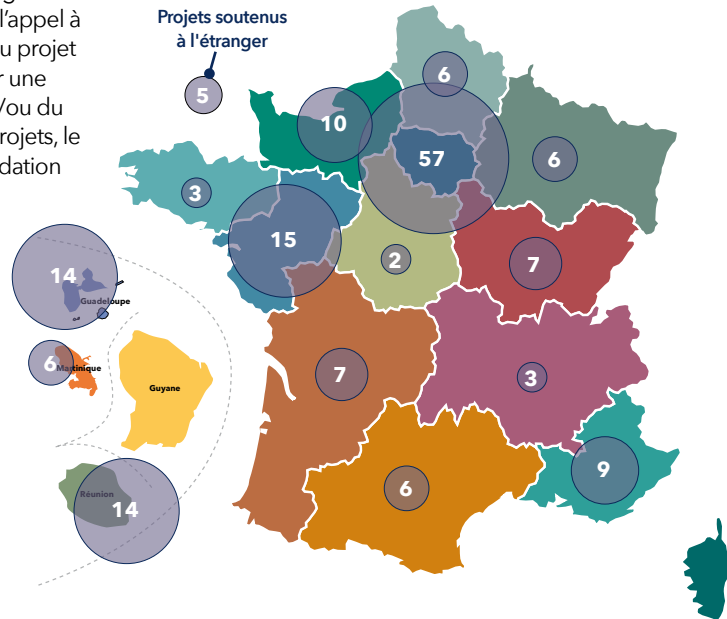 l'appel à
u projet
r une
/ou du
rojets, le
dation
Projets soutenus
à l'étranger
5
6
10
57
6
3
15
2
7
14
Guadeloupe
6
Martinique
Guyane
7
3
9
6
Réunion
14